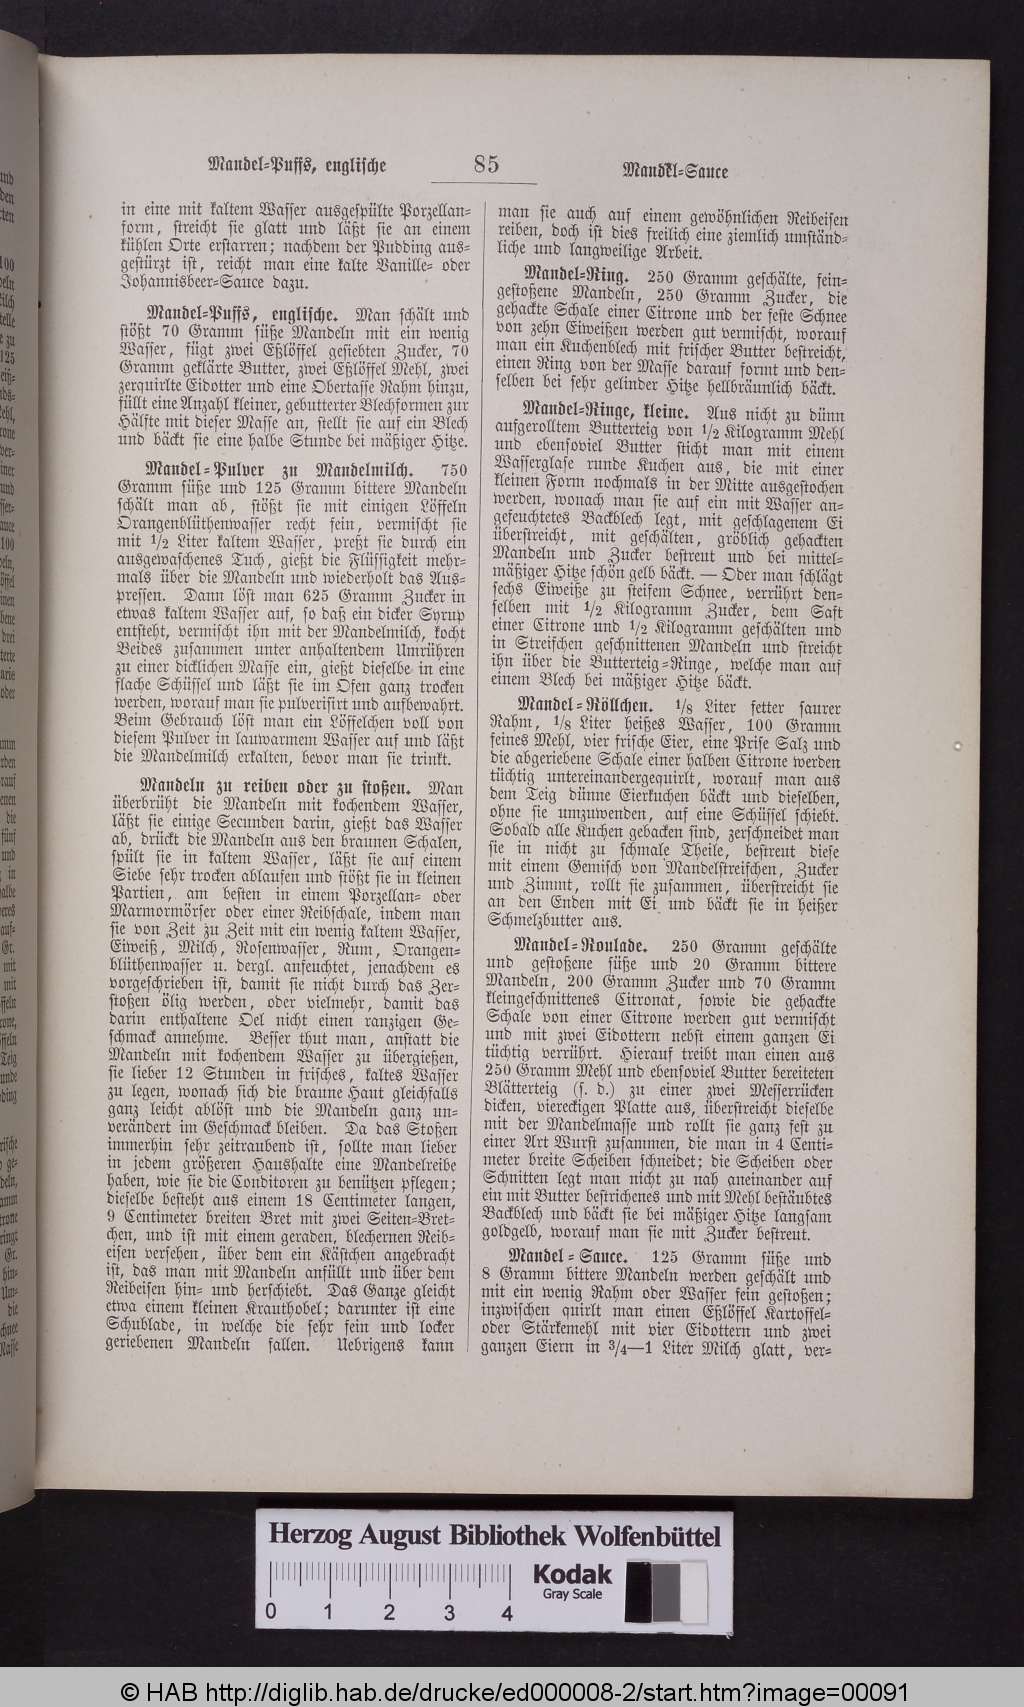 Mandel-Puffs, englische 85 Mandel-Sauce
in eine mit kaltem Wasser ausgespülte Porzellan-
form, streicht sie glatt und läßt sie an einem
kühlen Orte erstarren; nachdem der Pudding aus-
gestürzt ist, reicht man eine kalte Vanille- oder
Johannisbeer-Sauce dazu.
Mandel-Puffs, englische. Man schält und
stößt 70 Gramm süße Mandeln mit ein wenig
Wasser, fügt zwei Eßlöffel gesiebten Zucker, 70
Gramm geklärte Butter, zwei Eßlöffel Mehl, zwei
zerquirlte Eidotter und eine Obertasse Rahm hinzu,
füllt eine Anzahl kleiner, gebutterter Blechformen zur
Hälfte mit dieser Masse an, stellt sie auf ein Blech
und bäckt sie eine halbe Stunde bei mäßiger Hitze.
Mandel-Pulver zu Mandelmilch. 750
Gramm süße und 125 Gramm bittere Mandeln
schält man ab, stößt sie mit einigen Löffeln
Orangenblüthenwasser recht fein, vermischt sie
mit 1/2 Liter kaltem Wasser, preßt sie durch ein
ausgewaschenes Tuch, gießt die Flüssigkeit mehr-
mals über die Mandeln und wiederholt das Aus-
pressen. Dann löst man 625 Gramm Zucker in
etwas kaltem Wasser auf, so daß ein dicker Syrup
entsteht, vermischt ihn mit der Mandelmilch, kocht
Beides zusammen unter anhaltendem Umrühren
zu einer dicklichen Masse ein, gießt dieselbe in eine
flache Schüssel und läßt sie im Ofen ganz trocken
werden, worauf man sie pulverisirt und aufbewahrt.
Beim Gebrauch löst man ein Löffelchen voll von
diesem Pulver in lauwarmem Wasser auf und läßt
die Mandelmilch erkalten, bevor man sie trinkt.
Mandeln zu reiben oder zu stoßen. Man
überbrüht die Mandeln mit kochendem Wasser,
läßt sie einige Secunden darin, gießt das Wasser
ab, drückt die Mandeln aus den braunen Schalen,
spült sie in kaltem Wasser, läßt sie auf einem
Siebe sehr trocken ablaufen und stößt sie in kleinen
Partien, am besten in einem Porzellan- oder
Marmormörser oder einer Reibschale, indem man
sie von Zeit zu Zeit mit ein wenig kaltem Wasser,
Eiweiß, Milch, Rosenwasser, Rum, Orangen-
blüthenwasser u. dergl. anfeuchtet, jenachdem es
vorgeschrieben ist, damit sie nicht durch das Zer-
stoßen ölig werden, oder vielmehr, damit das
darin enthaltene Oel nicht einen ranzigen Ge-
schmack annehme. Besser thut man, anstatt die
Mandeln mit kochendem Wasser zu übergießen,
sie lieber 12 Stunden in frisches, kaltes Wasser
zu legen, wonach sich die braune Haut gleichfalls
ganz leicht ablöst und die Mandeln ganz un-
verändert im Geschmack bleiben. Da das Stoßen
immerhin sehr zeitraubend ist, sollte man lieber
in jedem größeren Haushalte eine Mandelreibe
haben, wie sie die Conditoren zu benützen pflegen;
dieselbe besteht aus einem 18 Centimeter langen,
9 Centimeter breiten Bret mit zwei Seiten-Bret-
chen, und ist mit einem geraden, blechernen Reib-
eisen versehen, über dem ein Kästchen angebracht
ist, das man mit Mandeln anfüllt und über dem
Reibeisen hin- und herschiebt. Das Ganze gleicht
etwa einem kleinen Krauthobel; darunter ist eine
Schublade, in welche die sehr fein und locker
geriebenen Mandeln fallen. Uebrigens kann
man sie auch auf einem gewöhnlichen Reibeisen
reiben, doch ist dies freilich eine ziemlich umständ-
liche und langweilige Arbeit.
Mandel-Ring. 250 Gramm geschälte, fein-
gestoßene Mandeln, 250 Gramm Zucker, die
gehackte Schale einer Citrone und der feste Schnee
von zehn Eiweißen werden gut vermischt, worauf
man ein Kuchenblech mit frischer Butter bestreicht,
einen Ring von der Masse darauf formt und den-
selben bei sehr gelinder Hitze hellbräunlich bäckt.
Mandel-Ringe, kleine. Aus nicht zu dünn
aufgerolltem Butterteig von 1/2 Kilogramm Mehl
und ebensoviel Butter sticht man mit einem
Wasserglase runde Kuchen aus, die mit einer
kleinen Form nochmals in der Mitte ausgestochen
werden, wonach man sie auf ein mit Wasser an-
gefeuchtetes Backblech legt, mit geschlagenem Ei
überstreicht, mit geschälten, gröblich gehackten
Mandeln und Zucker bestreut und bei mittel-
mäßiger Hitze schön gelb bäckt. — Oder man schlägt
sechs Eiweiße zu steifem Schnee, verrührt den-
selben mit 1/2 Kilogramm Zucker, dem Saft
einer Citrone und 1/2 Kilogramm geschälten und
in Streifchen geschnittenen Mandeln und streicht
ihn über die Butterteig-Ringe, welche man auf
einem Blech bei mäßiger Hitze bäckt.
Mandel-Röllchen. 1/8 Liter fetter saurer
Rahm, 1/8 Liter heißes Wasser, 100 Gramm
feines Mehl, vier frische Eier, eine Prise Salz und
die abgeriebene Schale einer halben Citrone werden
tüchtig untereinandergequirlt, worauf man aus
dem Teig dünne Eierkuchen bäckt und dieselben,
ohne sie umzuwenden, auf eine Schüssel schiebt.
Sobald alle Kuchen gebacken sind, zerschneidet man
sie in nicht zu schmale Theile, bestreut diese
mit einem Gemisch von Mandelstreifchen, Zucker
und Zimmt, rollt sie zusammen, überstreicht sie
an den Enden mit Ei und bäckt sie in heißer
Schmelzbutter aus.
Mandel-Roulade. 250 Gramm geschälte
und gestoßene süße und 20 Gramm bittere
Mandeln, 200 Gramm Zucker und 70 Gramm
kleingeschnittenes Citronat, sowie die gehackte
Schale von einer Citrone werden gut vermischt
und mit zwei Eidottern nebst einem ganzen Ei
tüchtig verrührt. Hierauf treibt man einen aus
250 Gramm Mehl und ebensoviel Butter bereiteten
Blätterteig (s. d.) zu einer zwei Messerrücken
dicken, viereckigen Platte aus, überstreicht dieselbe
mit der Mandelmasse und rollt sie ganz fest zu
einer Art Wurst zusammen, die man in 4 Centi-
meter breite Scheiben schneidet; die Scheiben oder
Schnitten legt man nicht zu nah aneinander auf
ein mit Butter bestrichenes und mit Mehl bestäubtes
Backblech und bäckt sie bei mäßiger Hitze langsam
goldgelb, worauf man sie mit Zucker bestreut.
Mandel-Sauce. 125 Gramm süße und
8 Gramm bittere Mandeln werden geschält und
mit ein wenig Rahm oder Wasser fein gestoßen;
inzwischen quirlt man einen Eßlöffel Kartoffel-
oder Stärkemehl mit vier Eidottern und zwei
ganzen Eiern in 3/4—1 Liter Milch glatt, ver-
Herzog August Bibliothek Wolfenbüttel
Kodak
Gray Scale
0 1 2 3 4
© HAB http://diglib.hab.de/drucke/ed000008-2/start.htm?image=00091